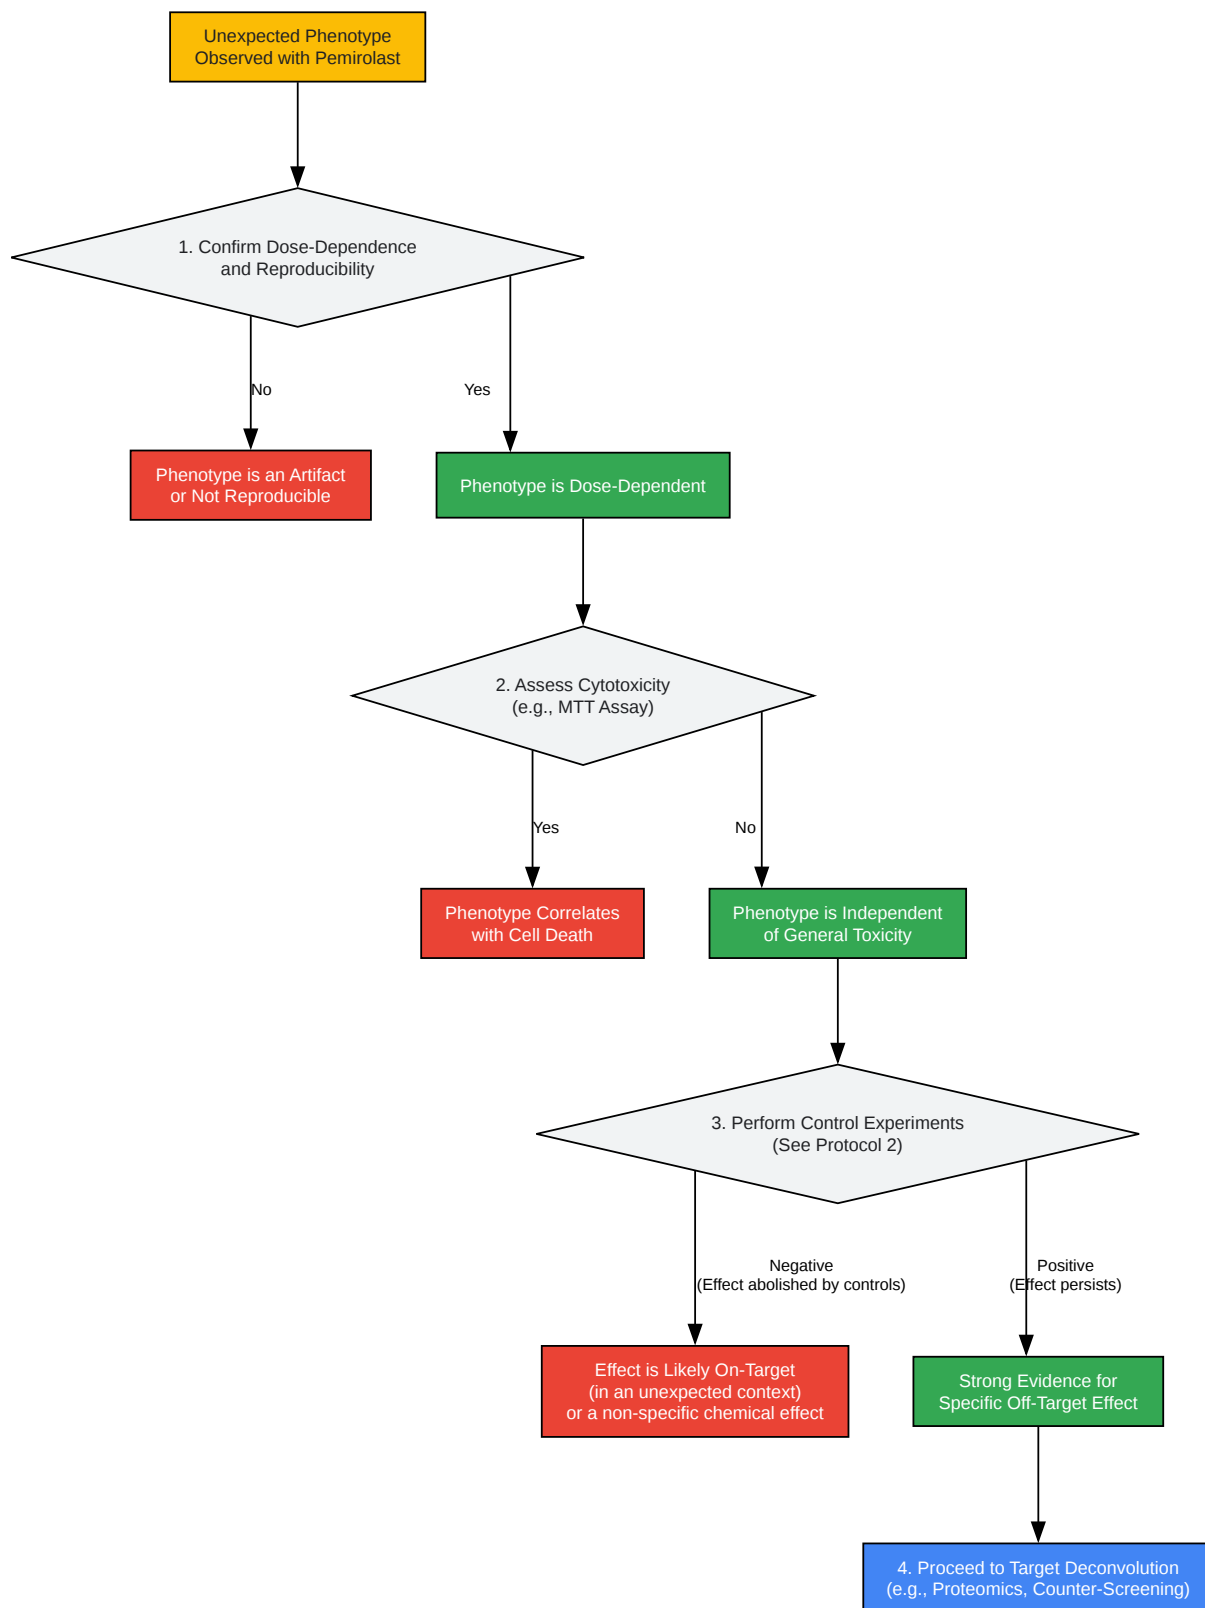 Unexpected Phenotype
Observed with Pemirolast
1. Confirm Dose-Dependence
and Reproducibility
No
Yes
Phenotype is an Artifact
or Not Reproducible
Phenotype is Dose-Dependent
2. Assess Cytotoxicity
(e.g., MTT Assay)
Yes
No
Phenotype Correlates
with Cell Death
Phenotype is Independent
of General Toxicity
3. Perform Control Experiments
(See Protocol 2)
Negative
(Effect abolished by controls)
Positive
(Effect persists)
Effect is Likely On-Target
(in an unexpected context)
or a non-specific chemical effect
Strong Evidence for
Specific Off-Target Effect
4. Proceed to Target Deconvolution
(e.g., Proteomics, Counter-Screening)